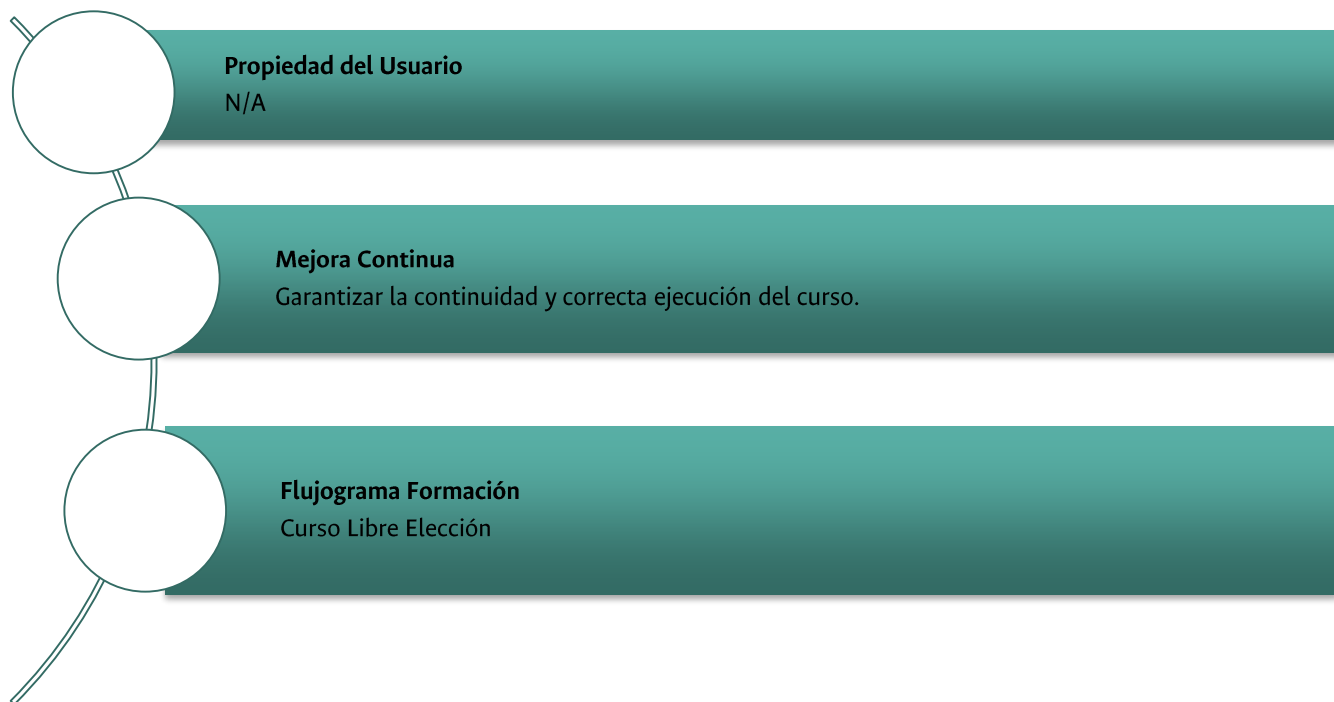 Propiedad del Usuario
N/A
Mejora Continua
Garantizar la continuidad y correcta ejecución del curso.
Flujograma Formación
Curso Libre Elección